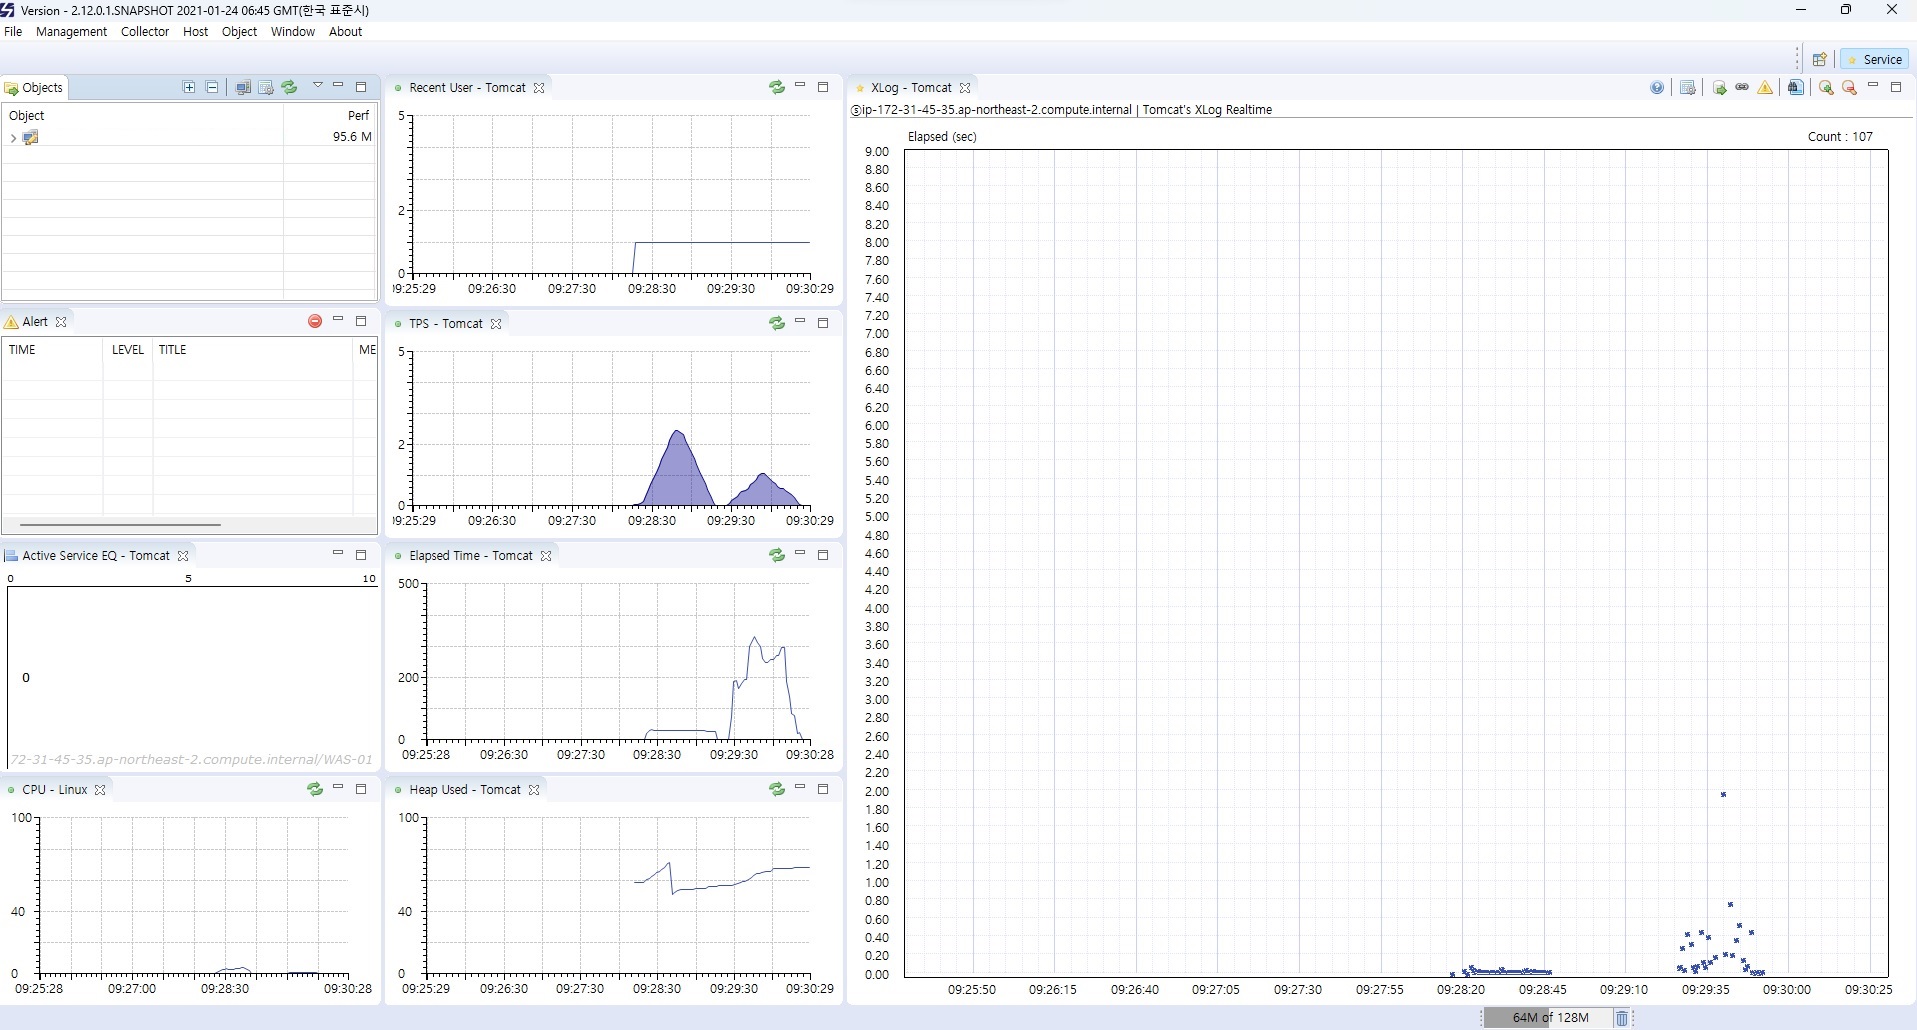 Version - 2.12.0.1.SNAPSHOT 2021-01-24 06:45 GMT(한국 표준시)
File Management Collector Host Object Window About
Service
Objects
Object Perf
95.6 M
Alert
TIME LEVEL TITLE ME
Active Service EQ - Tomcat
0 5 10
0
72-31-45-35.ap-northeast-2.compute.internal/WAS-01
CPU - Linux
100
40
0
09:25:28 09:27:00 09:28:30 09:30:28
Recent User - Tomcat
5
2
0
09:25:29 09:26:30 09:27:30 09:28:30 09:29:30 09:30:29
TPS - Tomcat
5
2
0
09:25:29 09:26:30 09:27:30 09:28:30 09:29:30 09:30:29
Elapsed Time - Tomcat
500
200
0
09:25:28 09:26:30 09:27:30 09:28:30 09:29:30 09:30:28
Heap Used - Tomcat
100
40
0
09:25:29 09:26:30 09:27:30 09:28:30 09:29:30 09:30:29
XLog - Tomcat
ⓢip-172-31-45-35.ap-northeast-2.compute.internal | Tomcat's XLog Realtime
Elapsed (sec) Count : 107
9.00
8.80
8.60
8.40
8.20
8.00
7.80
7.60
7.40
7.20
7.00
6.80
6.60
6.40
6.20
6.00
5.80
5.60
5.40
5.20
5.00
4.80
4.60
4.40
4.20
4.00
3.80
3.60
3.40
3.20
3.00
2.80
2.60
2.40
2.20
2.00
1.80
1.60
1.40
1.20
1.00
0.80
0.60
0.40
0.20
0.00
09:25:50 09:26:15 09:26:40 09:27:05 09:27:30 09:27:55 09:28:20 09:28:45 09:29:10 09:29:35 09:30:00 09:30:25
64M of 128M